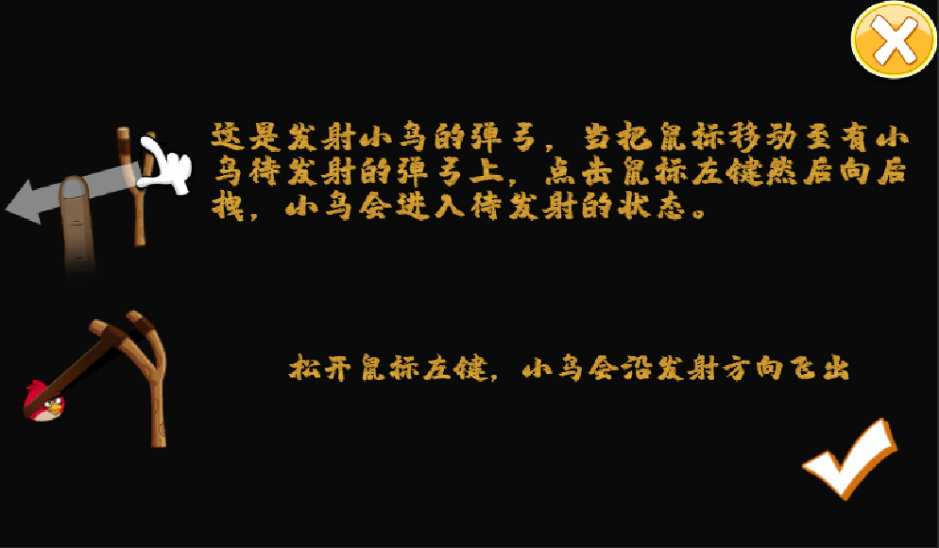 这是发射小鸟的弹弓，当把鼠标移动至有小
鸟待发射的弹弓上，点击鼠标左键然后向后
拽，小鸟会进入待发射的状态。
松开鼠标左键，小鸟会沿发射方向飞出